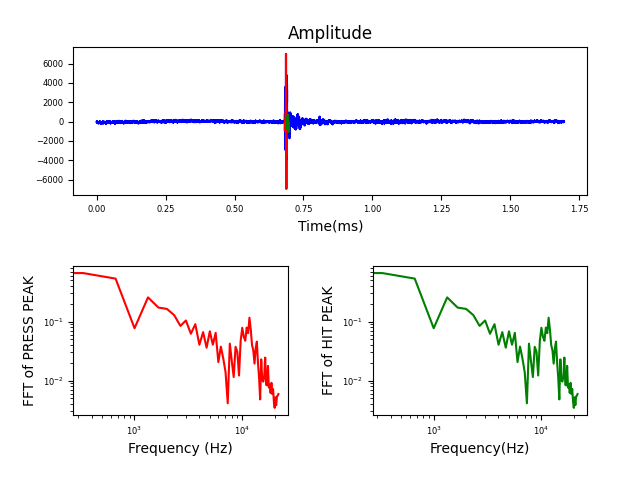 Amplitude
6000
4000
2000
0
−2000
−4000
−6000
0.00 0.25 0.50 0.75 1.00 1.25 1.50 1.75
Time(ms)
FFT of PRESS PEAK
10⁻¹
10⁻²
10³ 10⁴
Frequency (Hz)
FFT of HIT PEAK
10⁻¹
10⁻²
10³ 10⁴
Frequency(Hz)